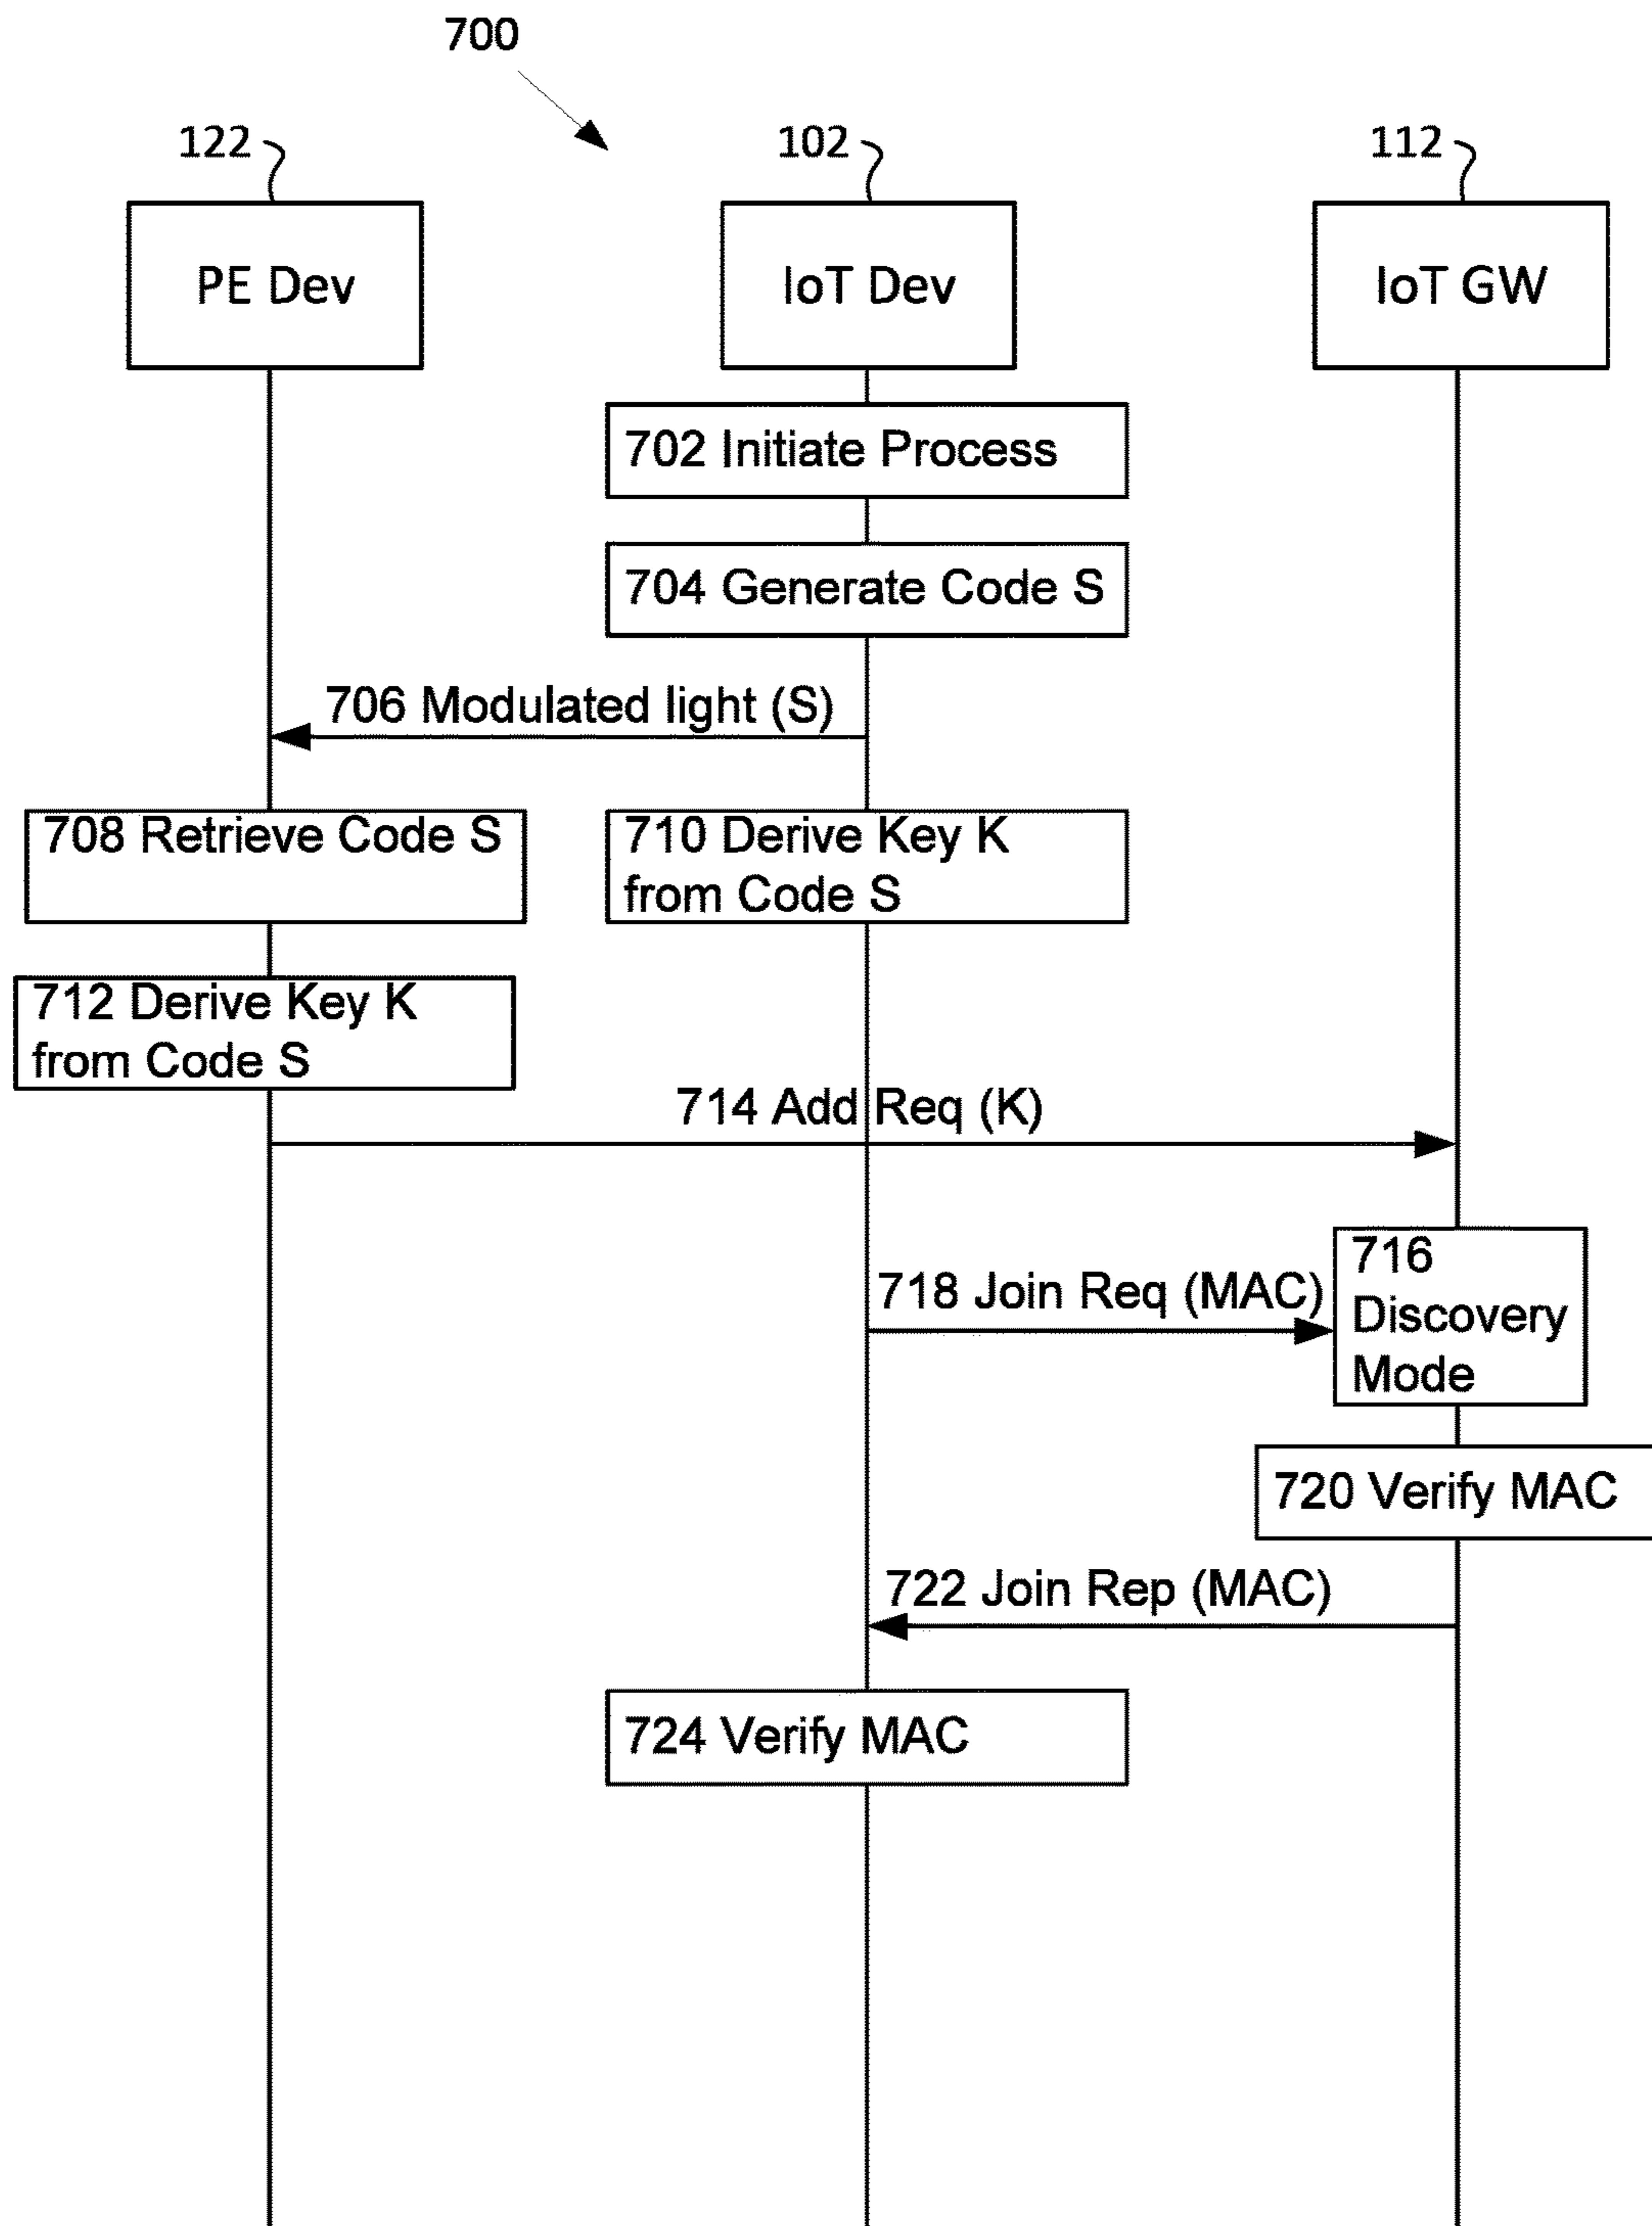 700
122
102
112
PE Dev
IoT Dev
IoT GW
702 Initiate Process
704 Generate Code S
706 Modulated light (S)
708 Retrieve Code S
710 Derive Key K
from Code S
712 Derive Key K
from Code S
714 Add Req (K)
716
Discovery
Mode
718 Join Req (MAC)
720 Verify MAC
722 Join Rep (MAC)
724 Verify MAC